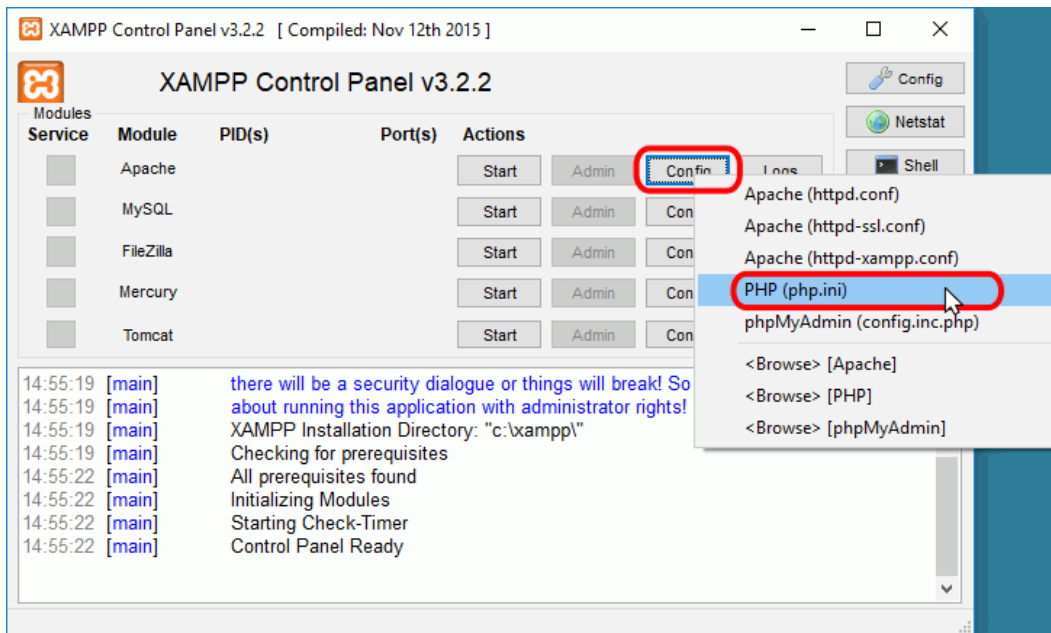 XAMPP Control Panel v3.2.2 [ Compiled: Nov 12th 2015 ]
XAMPP Control Panel v3.2.2
Config
Modules
Service Module PID(s) Port(s) Actions
Netstat
Apache Start Admin Config Logs
Shell
MySQL Start Admin Con
FileZilla Start Admin Con
Mercury Start Admin Con
Tomcat Start Admin Con
Apache (httpd.conf)
Apache (httpd-ssl.conf)
Apache (httpd-xampp.conf)
PHP (php.ini)
phpMyAdmin (config.inc.php)
<Browse> [Apache]
<Browse> [PHP]
<Browse> [phpMyAdmin]
14:55:19 [main] there will be a security dialogue or things will break! So
14:55:19 [main] about running this application with administrator rights!
14:55:19 [main] XAMPP Installation Directory: "c:\xampp\"
14:55:19 [main] Checking for prerequisites
14:55:22 [main] All prerequisites found
14:55:22 [main] Initializing Modules
14:55:22 [main] Starting Check-Timer
14:55:22 [main] Control Panel Ready